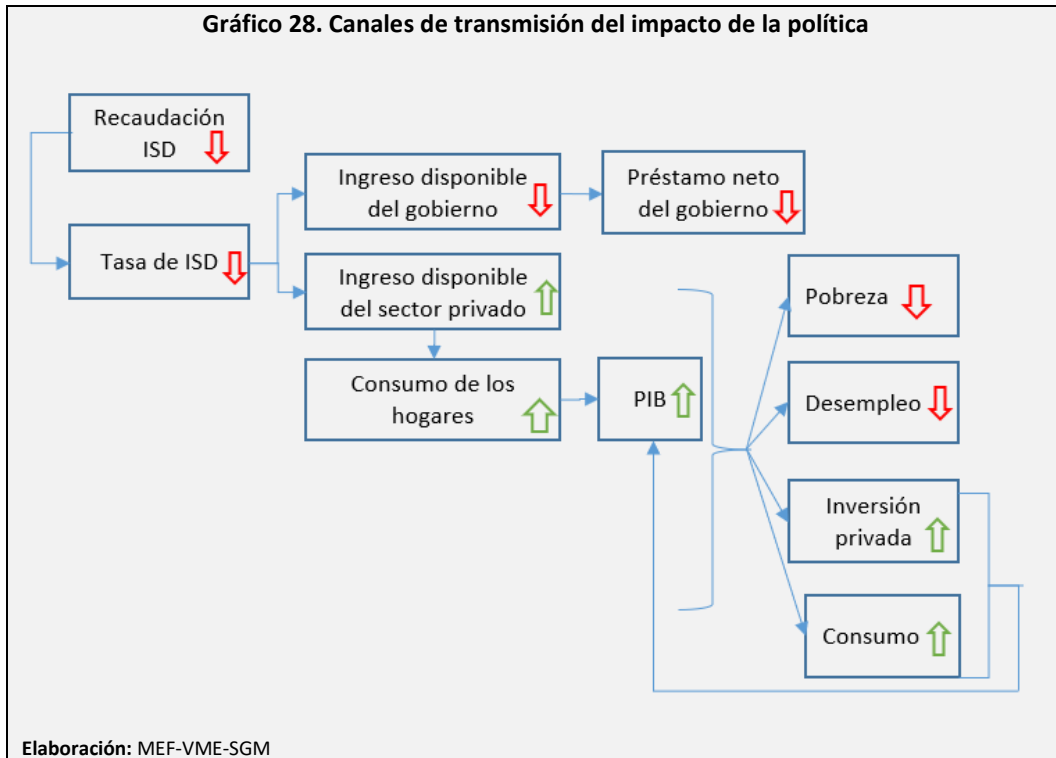 Gráfico 28. Canales de transmisión del impacto de la política
Recaudación
ISD
Tasa de ISD
Ingreso disponible
del gobierno
Préstamo neto
del gobierno
Ingreso disponible
del sector privado
Consumo de los
hogares
PIB
Pobreza
Desempleo
Inversión
privada
Consumo
Elaboración: MEF-VME-SGM